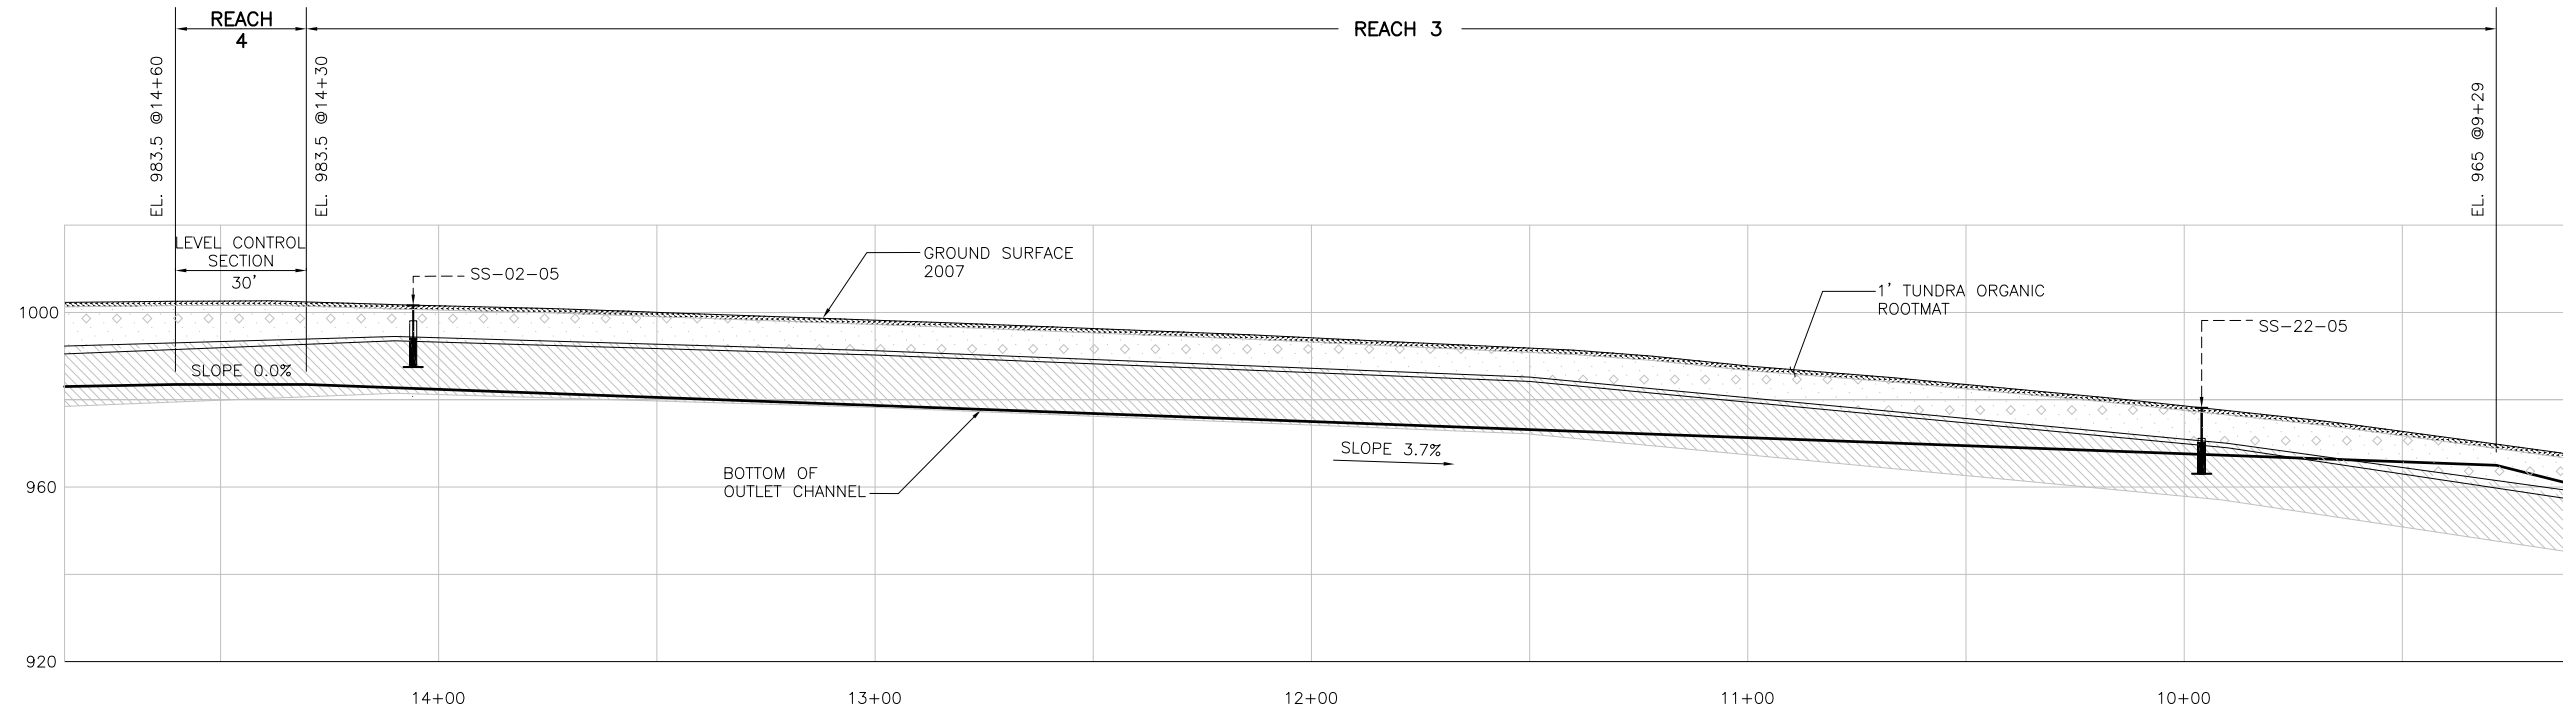 REACH
4
REACH 3
EL. 983.5 @14+60
EL. 983.5 @14+30
EL. 965 @9+29
LEVEL CONTROL
SECTION
30'
SS-02-05
GROUND SURFACE
2007
1' TUNDRA ORGANIC
ROOTMAT
SS-22-05
1000
SLOPE 0.0%
SLOPE 3.7%
BOTTOM OF
OUTLET CHANNEL
960
920
14+00
13+00
12+00
11+00
10+00